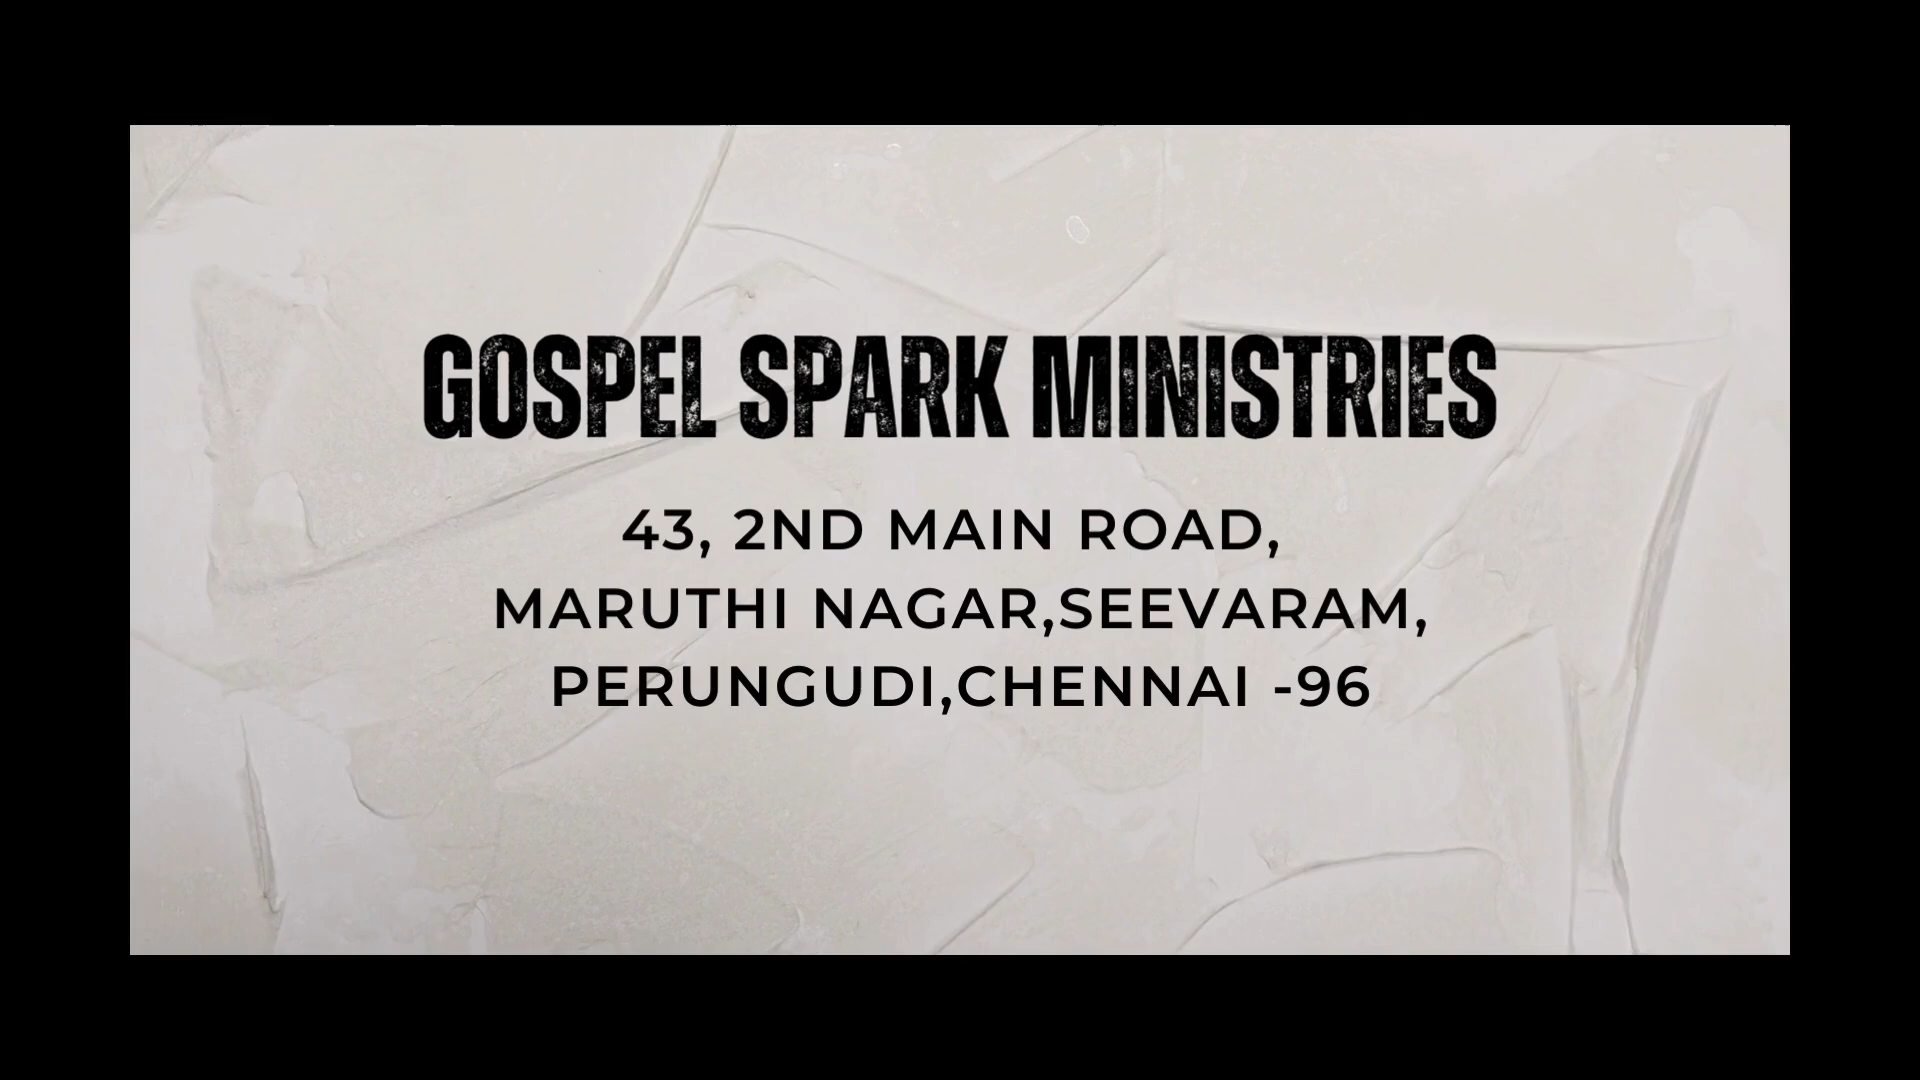 GOSPEL SPARK MINISTRIES
43, 2ND MAIN ROAD,
MARUTHI NAGAR,SEEVARAM,
PERUNGUDI,CHENNAI -96